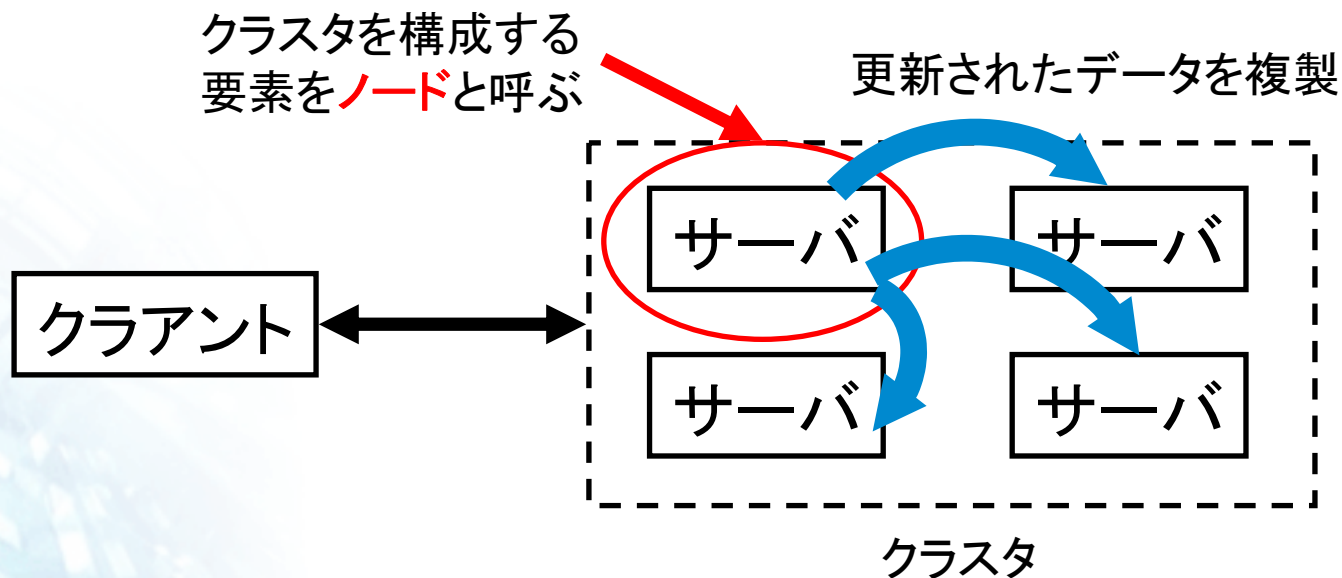 クラスタを構成する
要素をノードと呼ぶ
更新されたデータを複製
サーバ
サーバ
クラアント
サーバ
サーバ
クラスタ